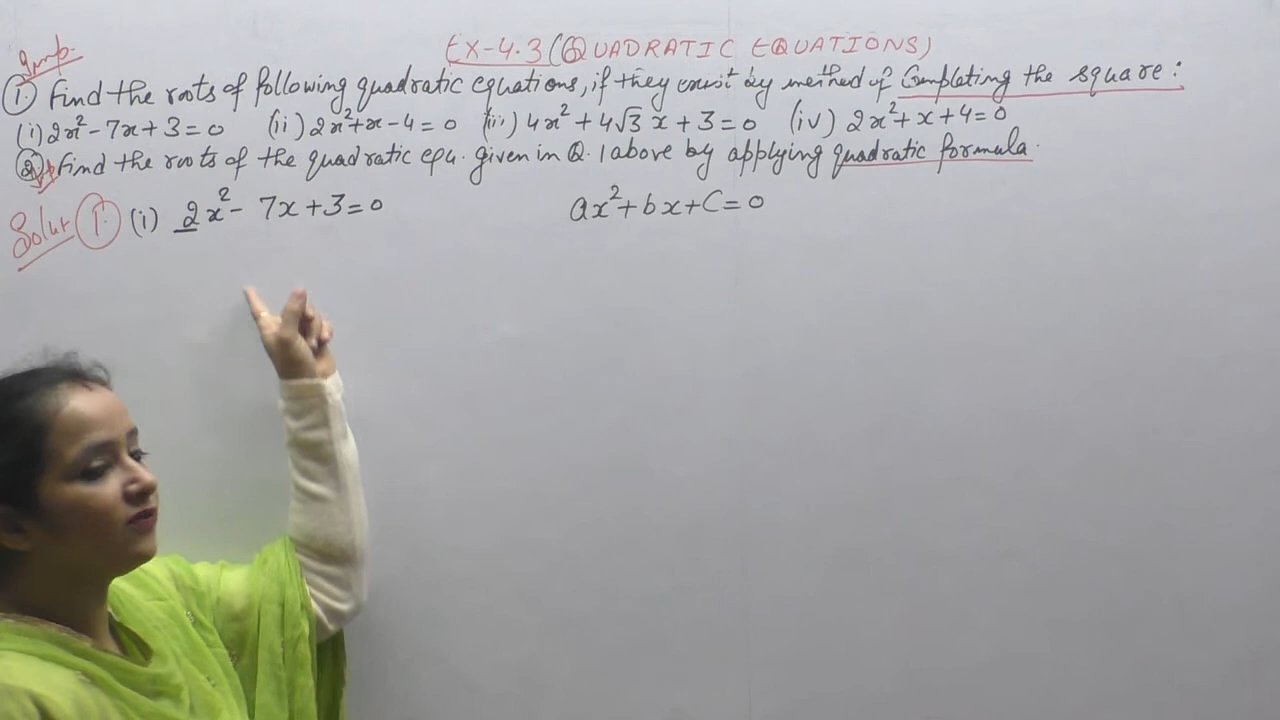 Imp.
EX-4.3 (QUADRATIC EQUATIONS)
① Find the roots of following quadratic equations, if they exist by method of Completing the square:
(i) 2x² - 7x + 3 = 0 (ii) 2x² + x - 4 = 0 (iii) 4x² + 4√3 x + 3 = 0 (iv) 2x² + x + 4 = 0
② Find the roots of the quadratic equ. given in Q. 1 above by applying quadratic formula.
Solut ①. (i) 2x² - 7x + 3 = 0 ax² + bx + C = 0